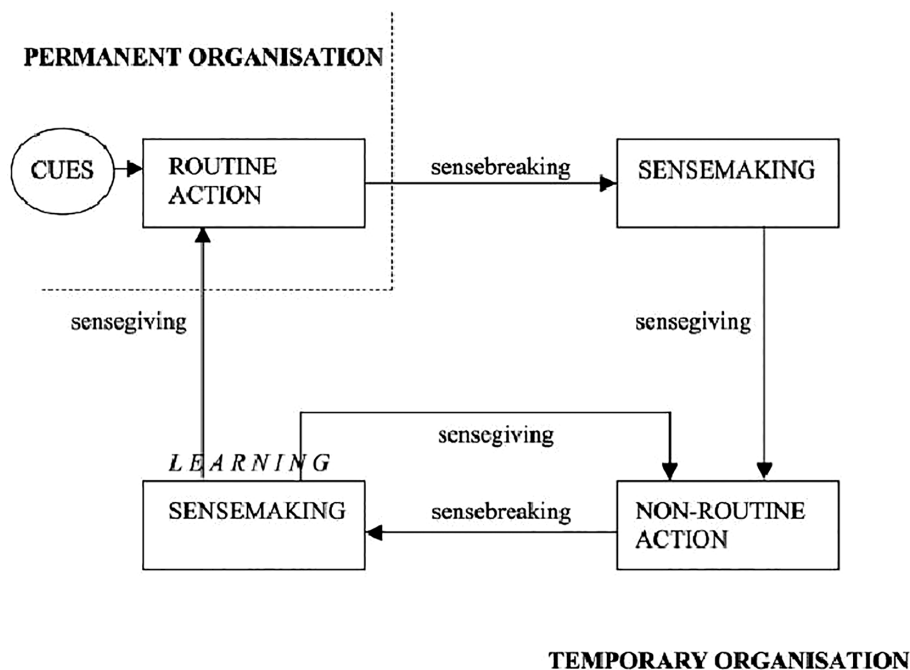 PERMANENT ORGANISATION
CUES
ROUTINE
ACTION
sensebreaking
SENSEMAKING
sensegiving
sensegiving
sensegiving
LEARNING
SENSEMAKING
sensebreaking
NON-ROUTINE
ACTION
TEMPORARY ORGANISATION